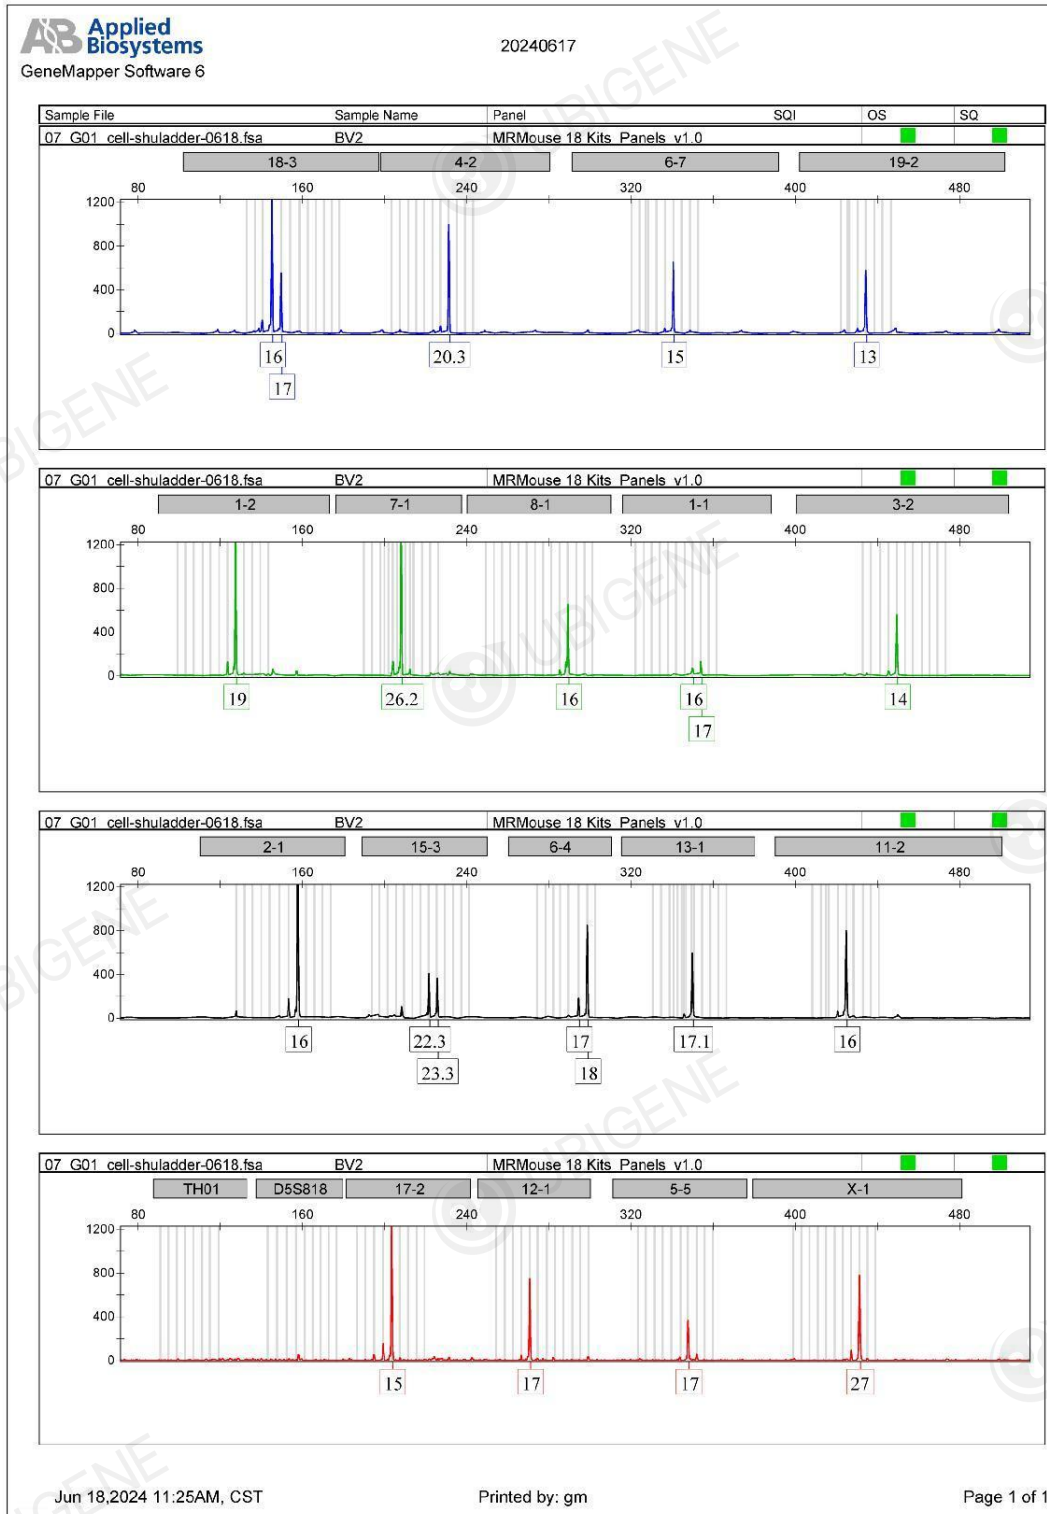 AB Applied Biosystems
GeneMapper Software 6
20240617
Sample File Sample Name Panel SQI OS SQ
07_G01_cell-shuladder-0618.fsa BV2 MRMouse 18 Kits_Panels_v1.0
18-3 4-2 6-7 19-2
80 160 240 320 400 480
1200
800
400
0
16 20.3 15 13
17
07_G01_cell-shuladder-0618.fsa BV2 MRMouse 18 Kits_Panels_v1.0
1-2 7-1 8-1 1-1 3-2
80 160 240 320 400 480
1200
800
400
0
19 26.2 16 16 14
17
07_G01_cell-shuladder-0618.fsa BV2 MRMouse 18 Kits_Panels_v1.0
2-1 15-3 6-4 13-1 11-2
80 160 240 320 400 480
1200
800
400
0
16 22.3 17 17.1 16
23.3 18
07_G01_cell-shuladder-0618.fsa BV2 MRMouse 18 Kits_Panels_v1.0
TH01 D5S818 17-2 12-1 5-5 X-1
80 160 240 320 400 480
1200
800
400
0
15 17 17 27
Jun 18,2024 11:25AM, CST Printed by: gm Page 1 of 1
UBIGENE
UBIGENE
UBIGENE